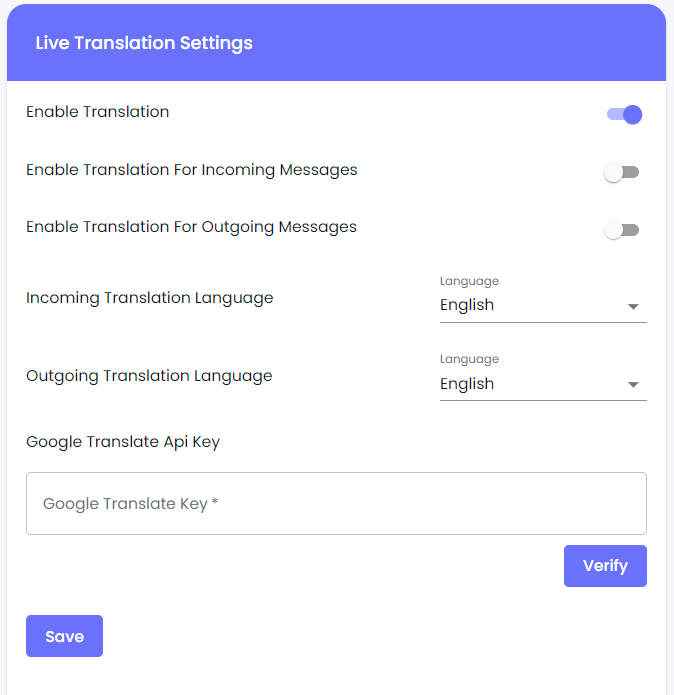 Live Translation Settings
Enable Translation
Enable Translation For Incoming Messages
Enable Translation For Outgoing Messages
Language
Incoming Translation Language
English
Language
Outgoing Translation Language
English
Google Translate Api Key
Google Translate Key *
Verify
Save